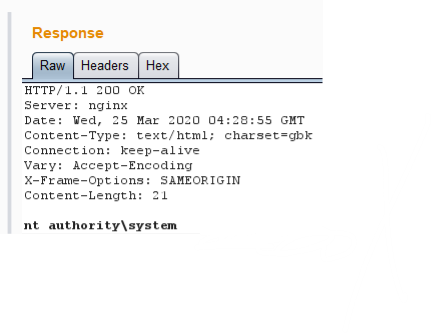 Response
Raw Headers Hex
HTTP/1.1 200 OK
Server: nginx
Date: Wed, 25 Mar 2020 04:28:55 GMT
Content-Type: text/html; charset=gbk
Connection: keep-alive
Vary: Accept-Encoding
X-Frame-Options: SAMEORIGIN
Content-Length: 21
nt authority\system